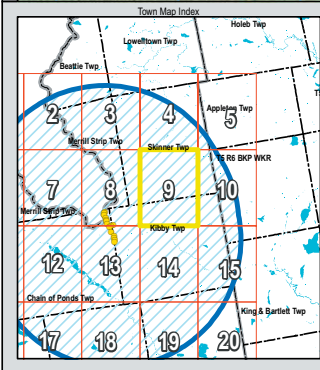 Town Map Index
Holeb Twp
Lowelltown Twp
Beattie Twp
2
3
4
5
Appleton Twp
Merrill Strip Twp
Skinner Twp
T5 R6 BKP WKR
7
8
9
10
Merrill Strip Twp
Kibby Twp
12
13
14
15
Chain of Ponds Twp
King & Bartlett Twp
17
18
19
20